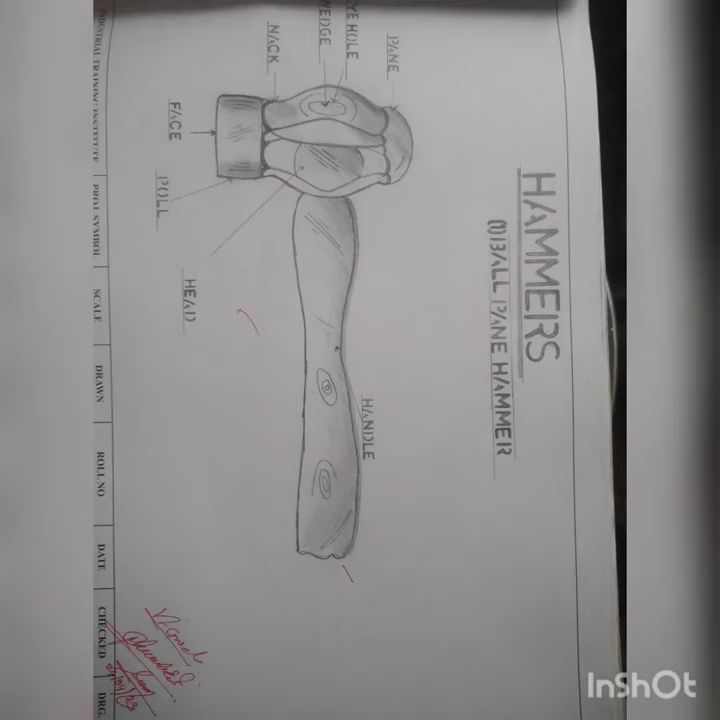 HAMMERS
(1) BALL PANE HAMMER
PANE
EYE HOLE
WEDGE
NACK
FACE
POLL
HEAD
HANDLE
INDUSTRIAL TRAINING INSTITUTE
PROJ. SYMBOL
SCALE
DRAWN
ROLL NO
DATE
CHECKED
DRG.
InShOt